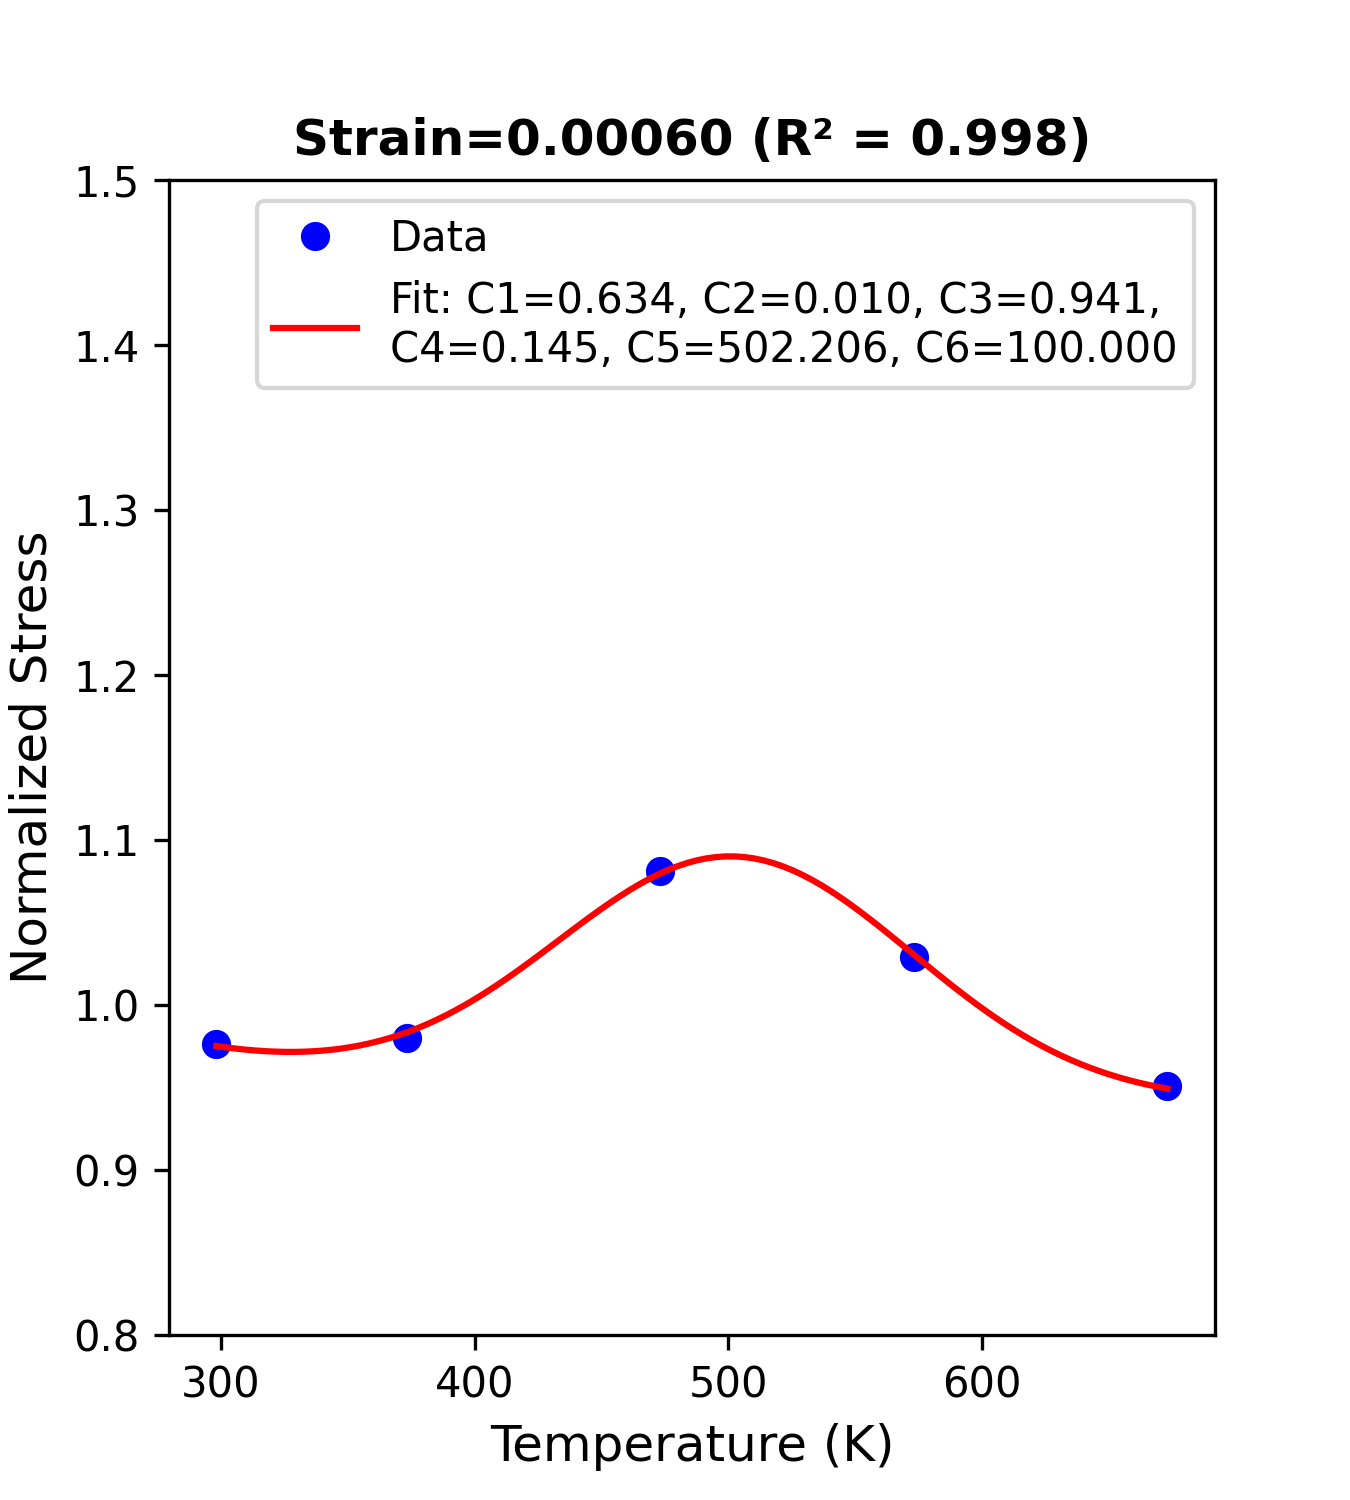 Strain=0.00060 (R² = 0.998)
1.5
1.4
1.3
1.2
1.1
1.0
0.9
0.8
Data
Fit: C1=0.634, C2=0.010, C3=0.941,
C4=0.145, C5=502.206, C6=100.000
Normalized Stress
300 400 500 600
Temperature (K)